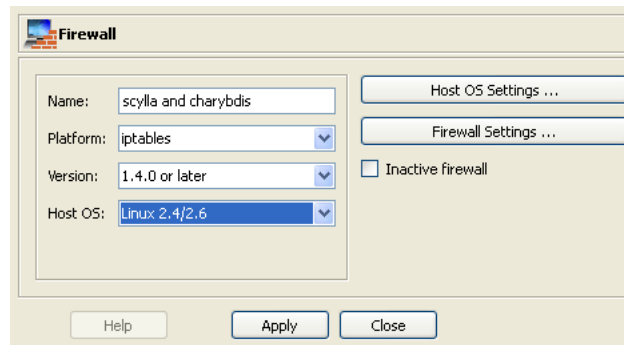 Firewall
Name: scylla and charybdis
Platform: iptables
Version: 1.4.0 or later
Host OS: Linux 2.4/2.6
Host OS Settings ...
Firewall Settings ...
Inactive firewall
Help Apply Close